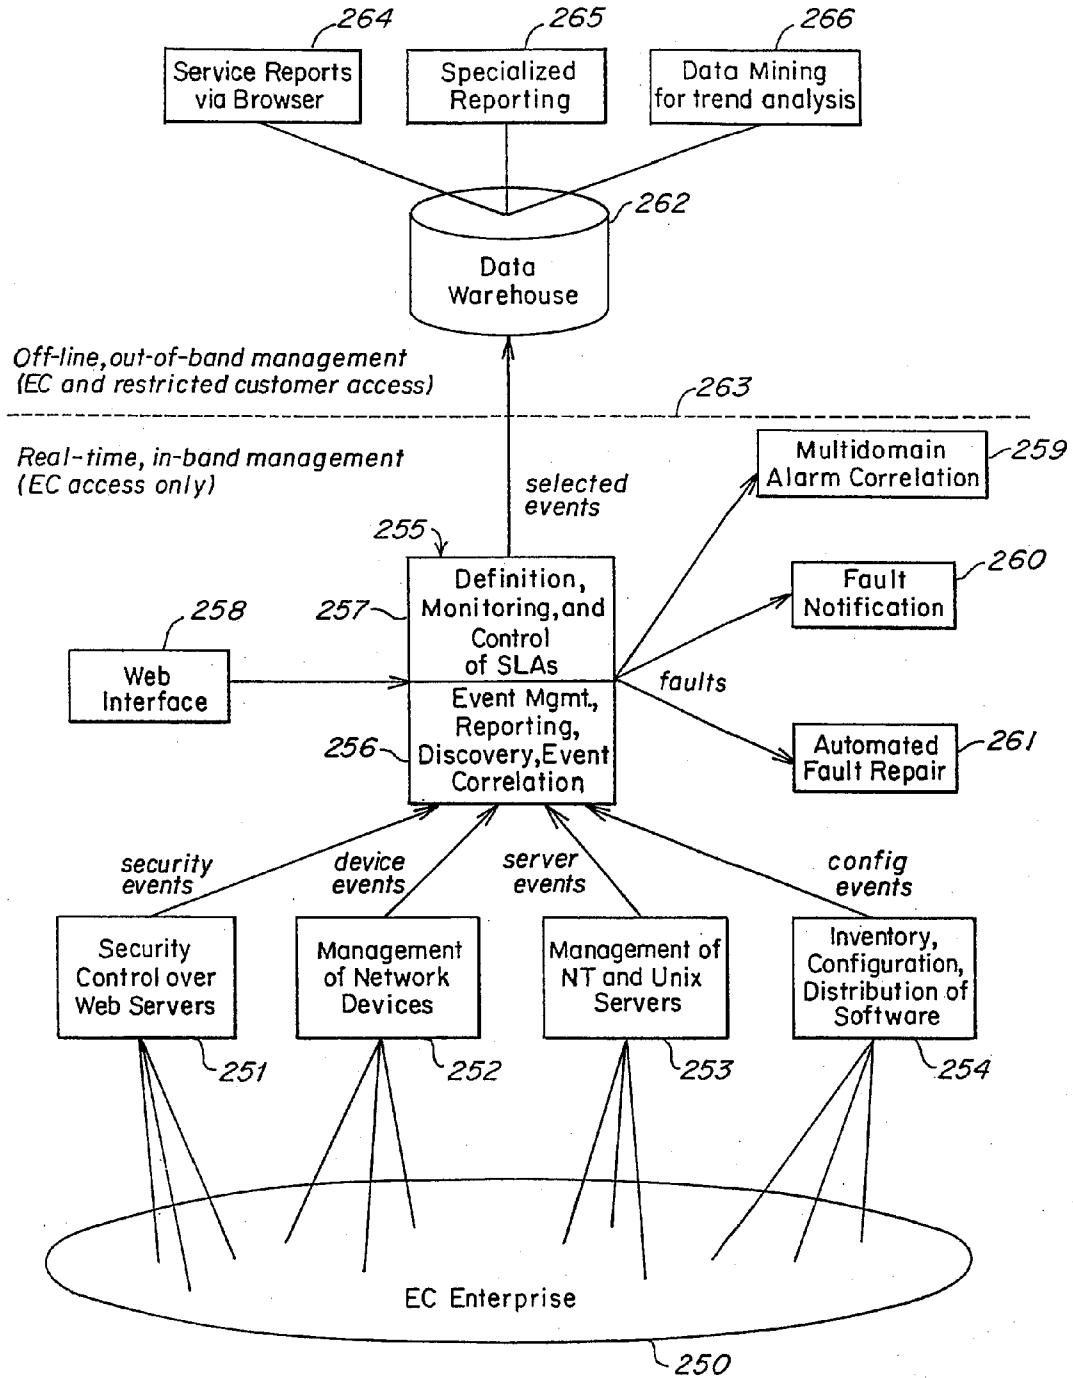 264
265
266
Service Reports
via Browser
Specialized
Reporting
Data Mining
for trend analysis
262
Data
Warehouse
Off-line, out-of-band management
(EC and restricted customer access)
263
Real-time, in-band management
(EC access only)
selected
events
Multidomain
Alarm Correlation
259
255
257
Definition,
Monitoring, and
Control
of SLAs
258
Web
Interface
Fault
Notification
260
faults
256
Event Mgmt.,
Reporting,
Discovery, Event
Correlation
Automated
Fault Repair
261
security
events
device
events
server
events
config
events
Security
Control over
Web Servers
251
Management
of Network
Devices
252
Management of
NT and Unix
Servers
253
Inventory,
Configuration,
Distribution of
Software
254
EC Enterprise
250